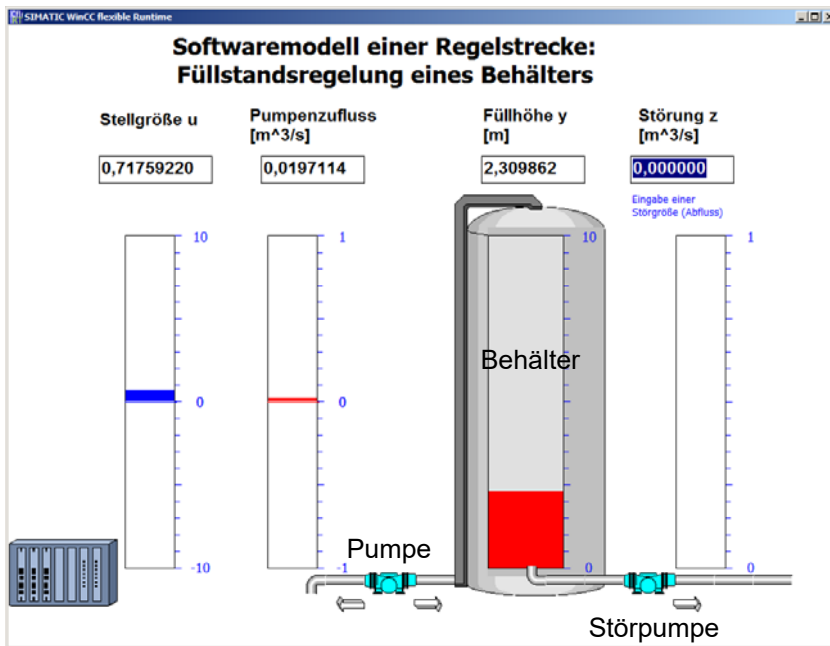 SIMATIC WinCC flexible Runtime
Softwaremodell einer Regelstrecke:
Füllstandsregelung eines Behälters
Stellgröße u
Pumpenzufluss
[m^3/s]
Füllhöhe y
[m]
Störung z
[m^3/s]
0,71759220
0,0197114
2,309862
0,000000
Eingabe einer
Störgröße (Abfluss)
10
1
10
1
Behälter
0
0
-10
-1
0
0
Pumpe
Störpumpe